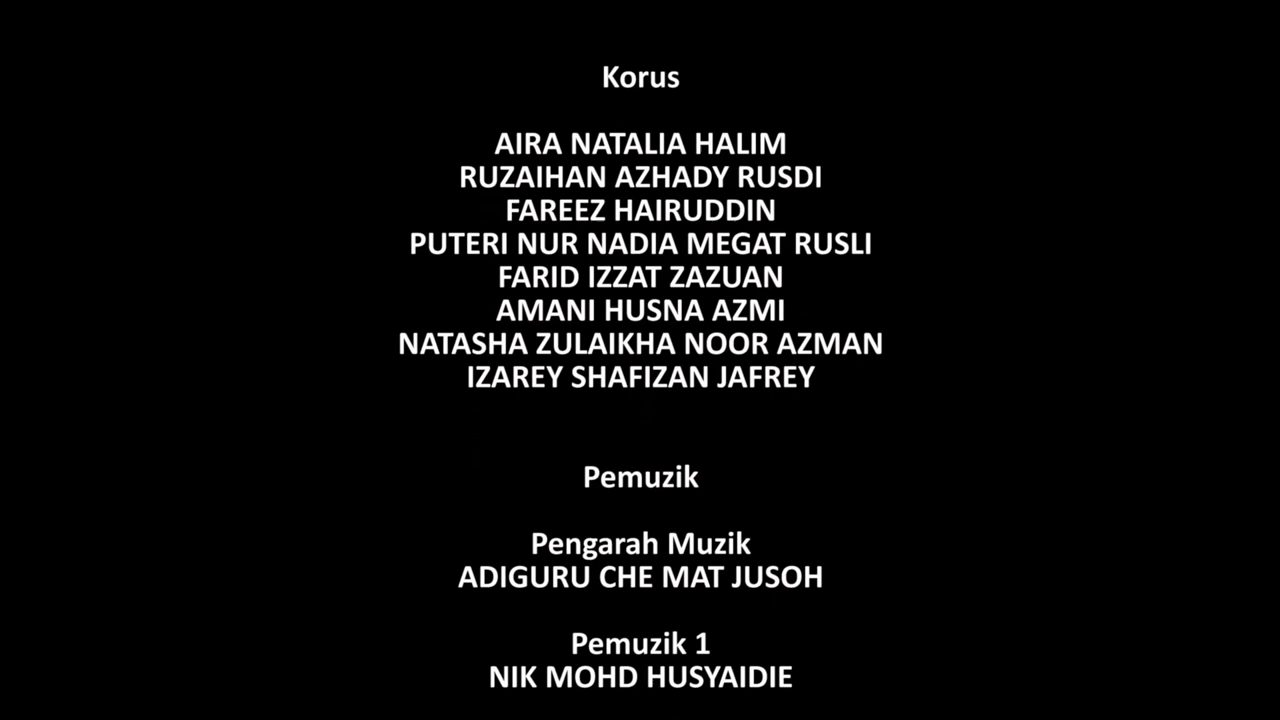 Korus
AIRA NATALIA HALIM
RUZAIHAN AZHADY RUSDI
FAREEZ HAIRUDDIN
PUTERI NUR NADIA MEGAT RUSLI
FARID IZZAT ZAZUAN
AMANI HUSNA AZMI
NATASHA ZULAIKHA NOOR AZMAN
IZAREY SHAFIZAN JAFREY
Pemuzik
Pengarah Muzik
ADIGURU CHE MAT JUSOH
Pemuzik 1
NIK MOHD HUSYAIDIE